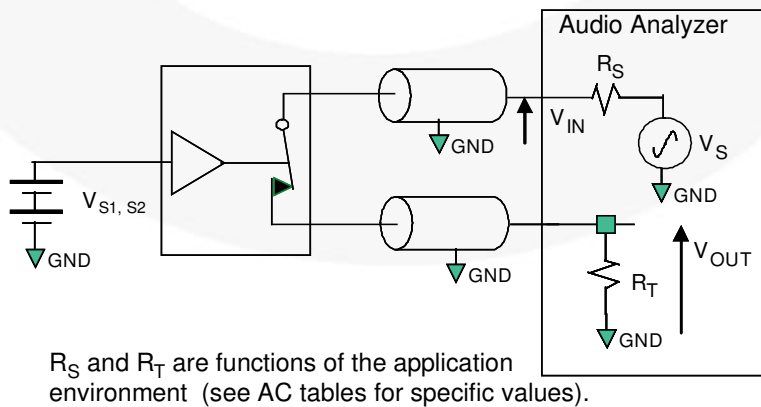 Audio Analyzer
R_S
V_IN
V_S
GND
GND
V_S1, S2
GND
GND
V_OUT
R_T
GND
R_S and R_T are functions of the application
environment (see AC tables for specific values).